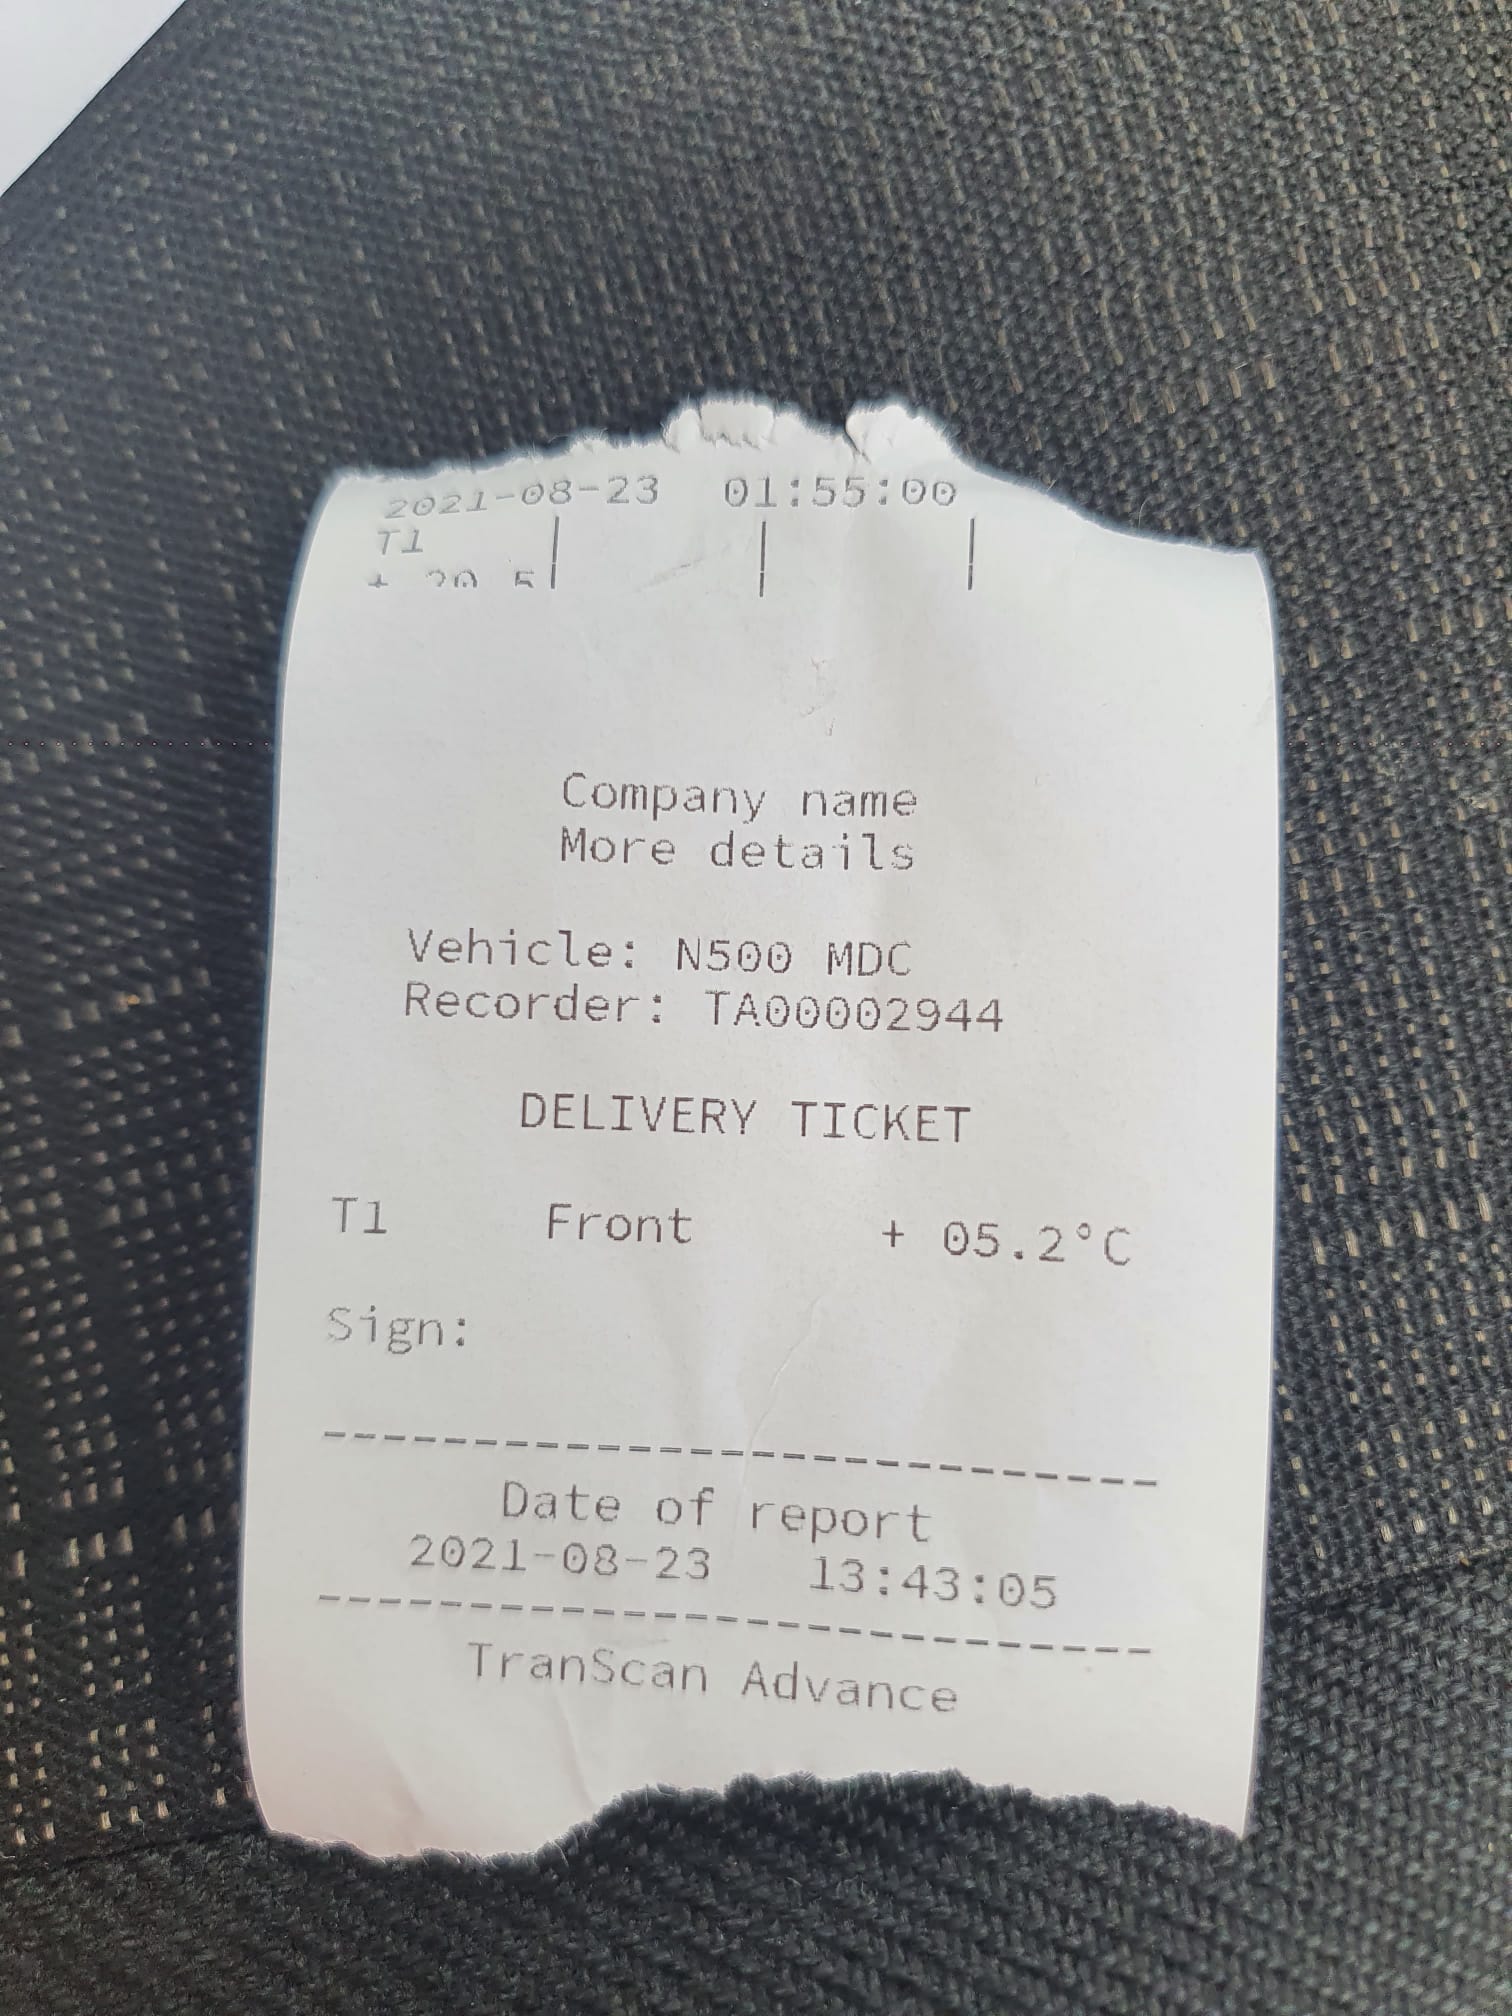 2021-08-23 01:55:00
T1
Company name
More details
Vehicle: N500 MDC
Recorder: TA00002944
DELIVERY TICKET
T1 Front + 05.2°C
Sign:
Date of report
2021-08-23 13:43:05
TranScan Advance